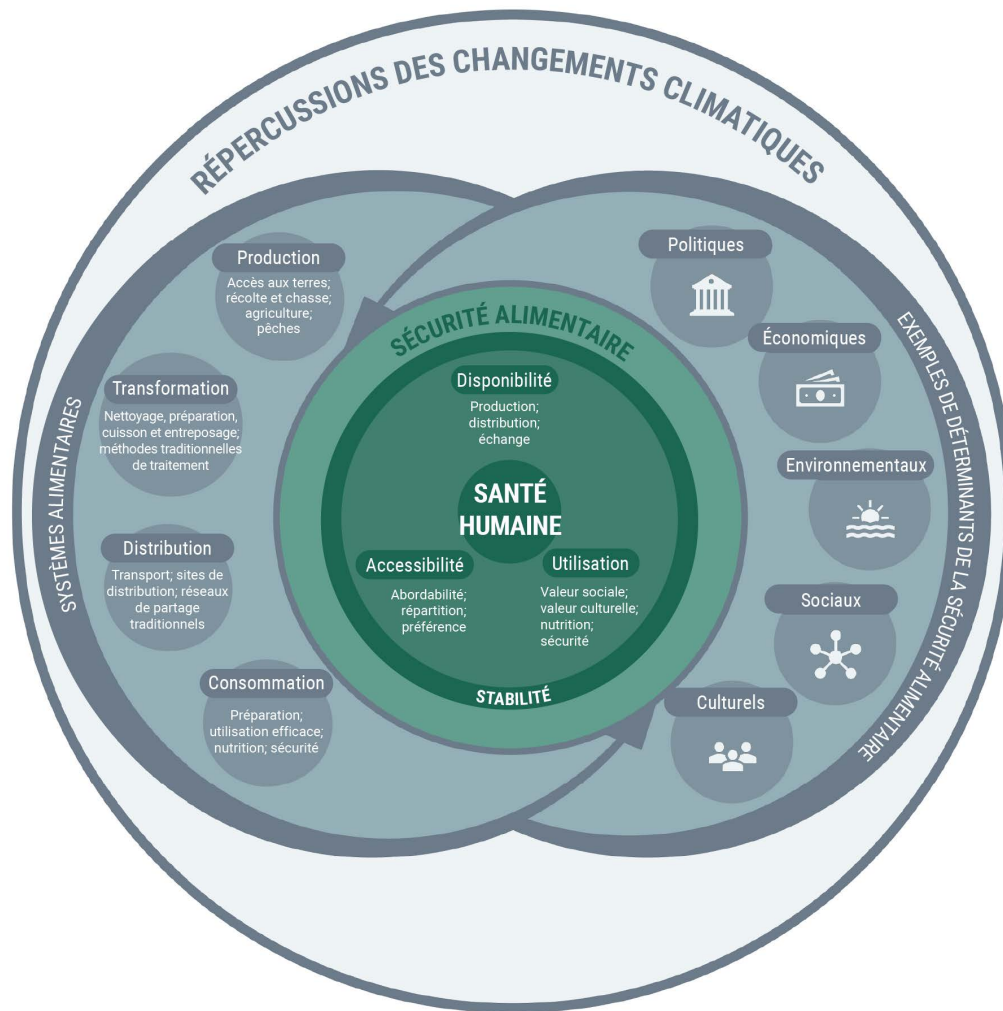 RÉPERCUSSIONS DES CHANGEMENTS CLIMATIQUES
SYSTÈMES ALIMENTAIRES
Production
Accès aux terres;
récolte et chasse;
agriculture;
pêches
Transformation
Nettoyage, préparation,
cuisson et entreposage;
méthodes traditionnelles
de traitement
Distribution
Transport; sites de
distribution; réseaux
de partage
traditionnels
Consommation
Préparation;
utilisation efficace;
nutrition; sécurité
SÉCURITÉ ALIMENTAIRE
Disponibilité
Production;
distribution;
échange
SANTÉ
HUMAINE
Accessibilité
Abordabilité;
répartition;
préférence
Utilisation
Valeur sociale;
valeur culturelle;
nutrition;
sécurité
STABILITÉ
EXEMPLES DE DÉTERMINANTS DE LA SÉCURITÉ ALIMENTAIRE
Politiques
Économiques
Environnementaux
Sociaux
Culturels